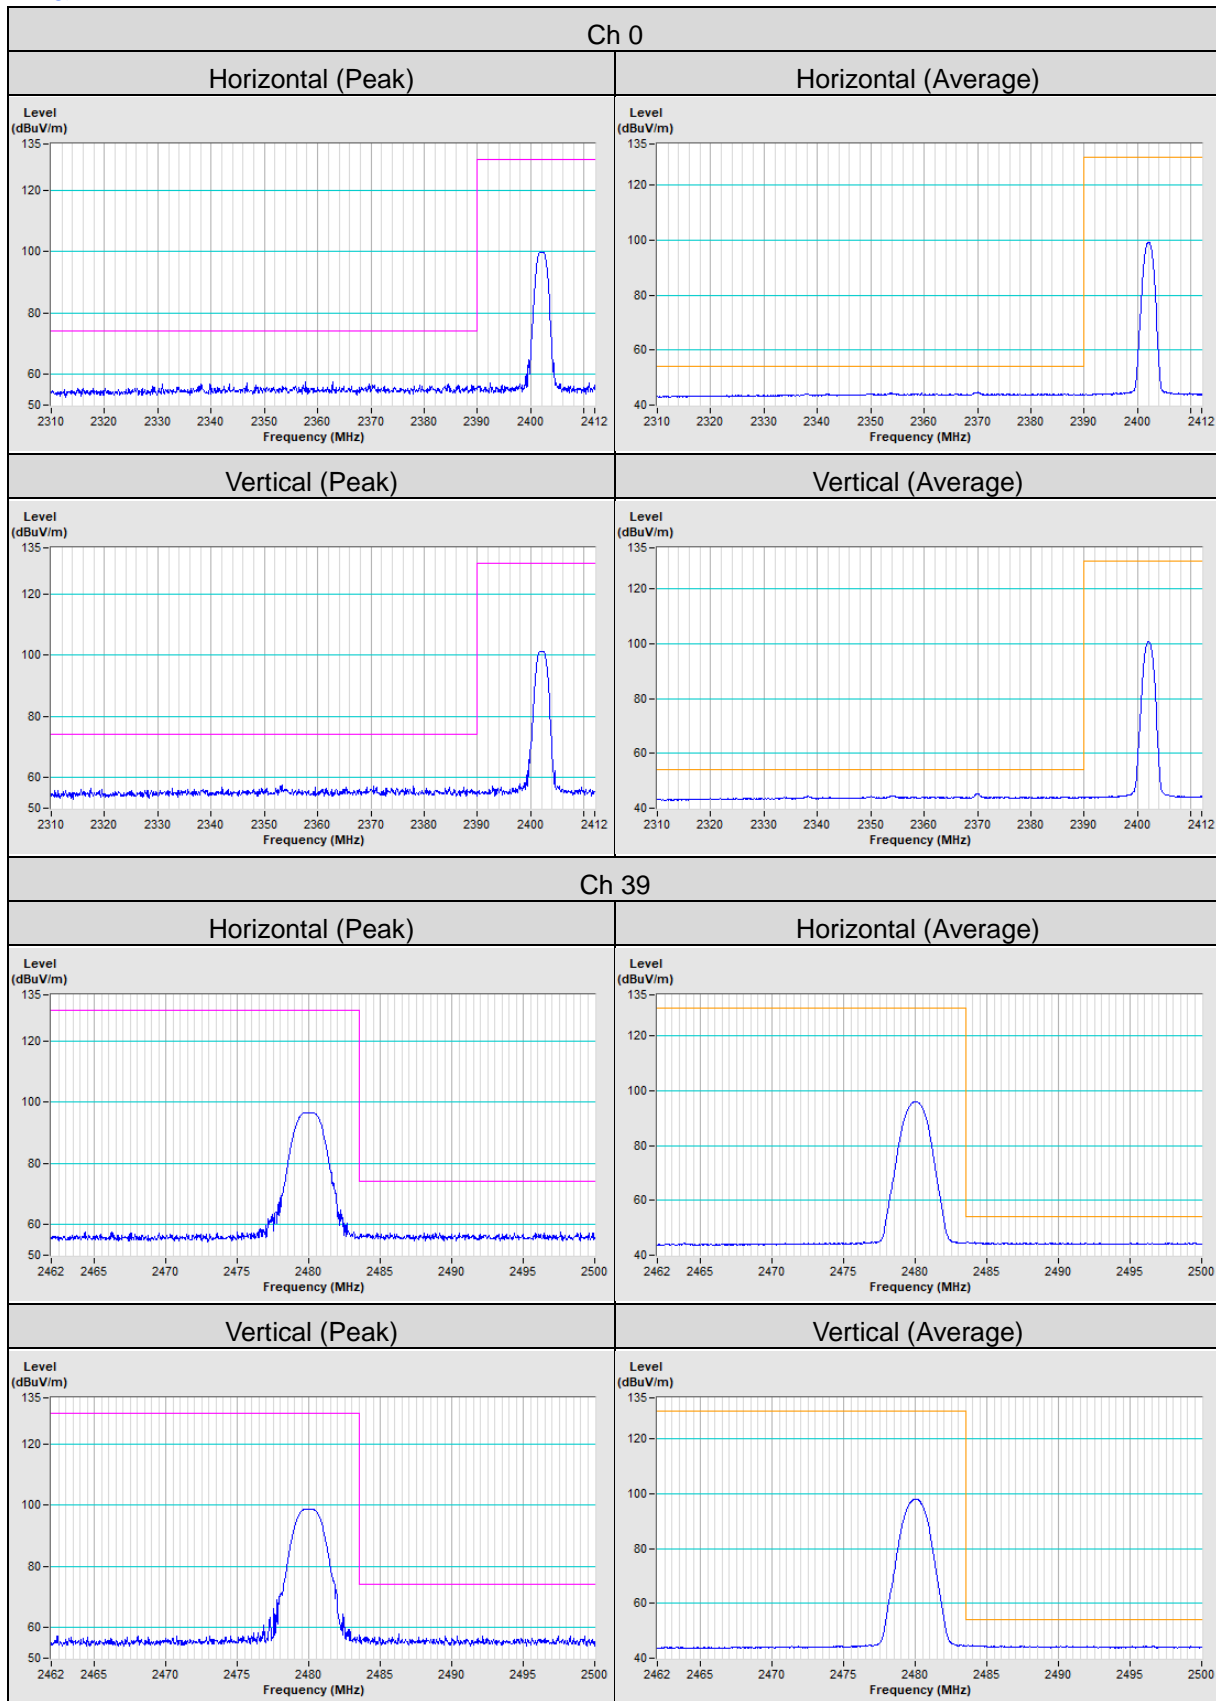 Ch 0
Horizontal (Peak) Horizontal (Average)
Level Level
(dBuV/m) (dBuV/m)
135 135
120 120
100 100
80 80
60 60
50 40
2310 2320 2330 2340 2350 2360 2370 2380 2390 2400 2412 2310 2320 2330 2340 2350 2360 2370 2380 2390 2400 2412
Frequency (MHz) Frequency (MHz)
Vertical (Peak) Vertical (Average)
Level Level
(dBuV/m) (dBuV/m)
135 135
120 120
100 100
80 80
60 60
50 40
2310 2320 2330 2340 2350 2360 2370 2380 2390 2400 2412 2310 2320 2330 2340 2350 2360 2370 2380 2390 2400 2412
Frequency (MHz) Frequency (MHz)
Ch 39
Horizontal (Peak) Horizontal (Average)
Level Level
(dBuV/m) (dBuV/m)
135 135
120 120
100 100
80 80
60 60
50 40
2462 2465 2470 2475 2480 2485 2490 2495 2500 2462 2465 2470 2475 2480 2485 2490 2495 2500
Frequency (MHz) Frequency (MHz)
Vertical (Peak) Vertical (Average)
Level Level
(dBuV/m) (dBuV/m)
135 135
120 120
100 100
80 80
60 60
50 40
2462 2465 2470 2475 2480 2485 2490 2495 2500 2462 2465 2470 2475 2480 2485 2490 2495 2500
Frequency (MHz) Frequency (MHz)